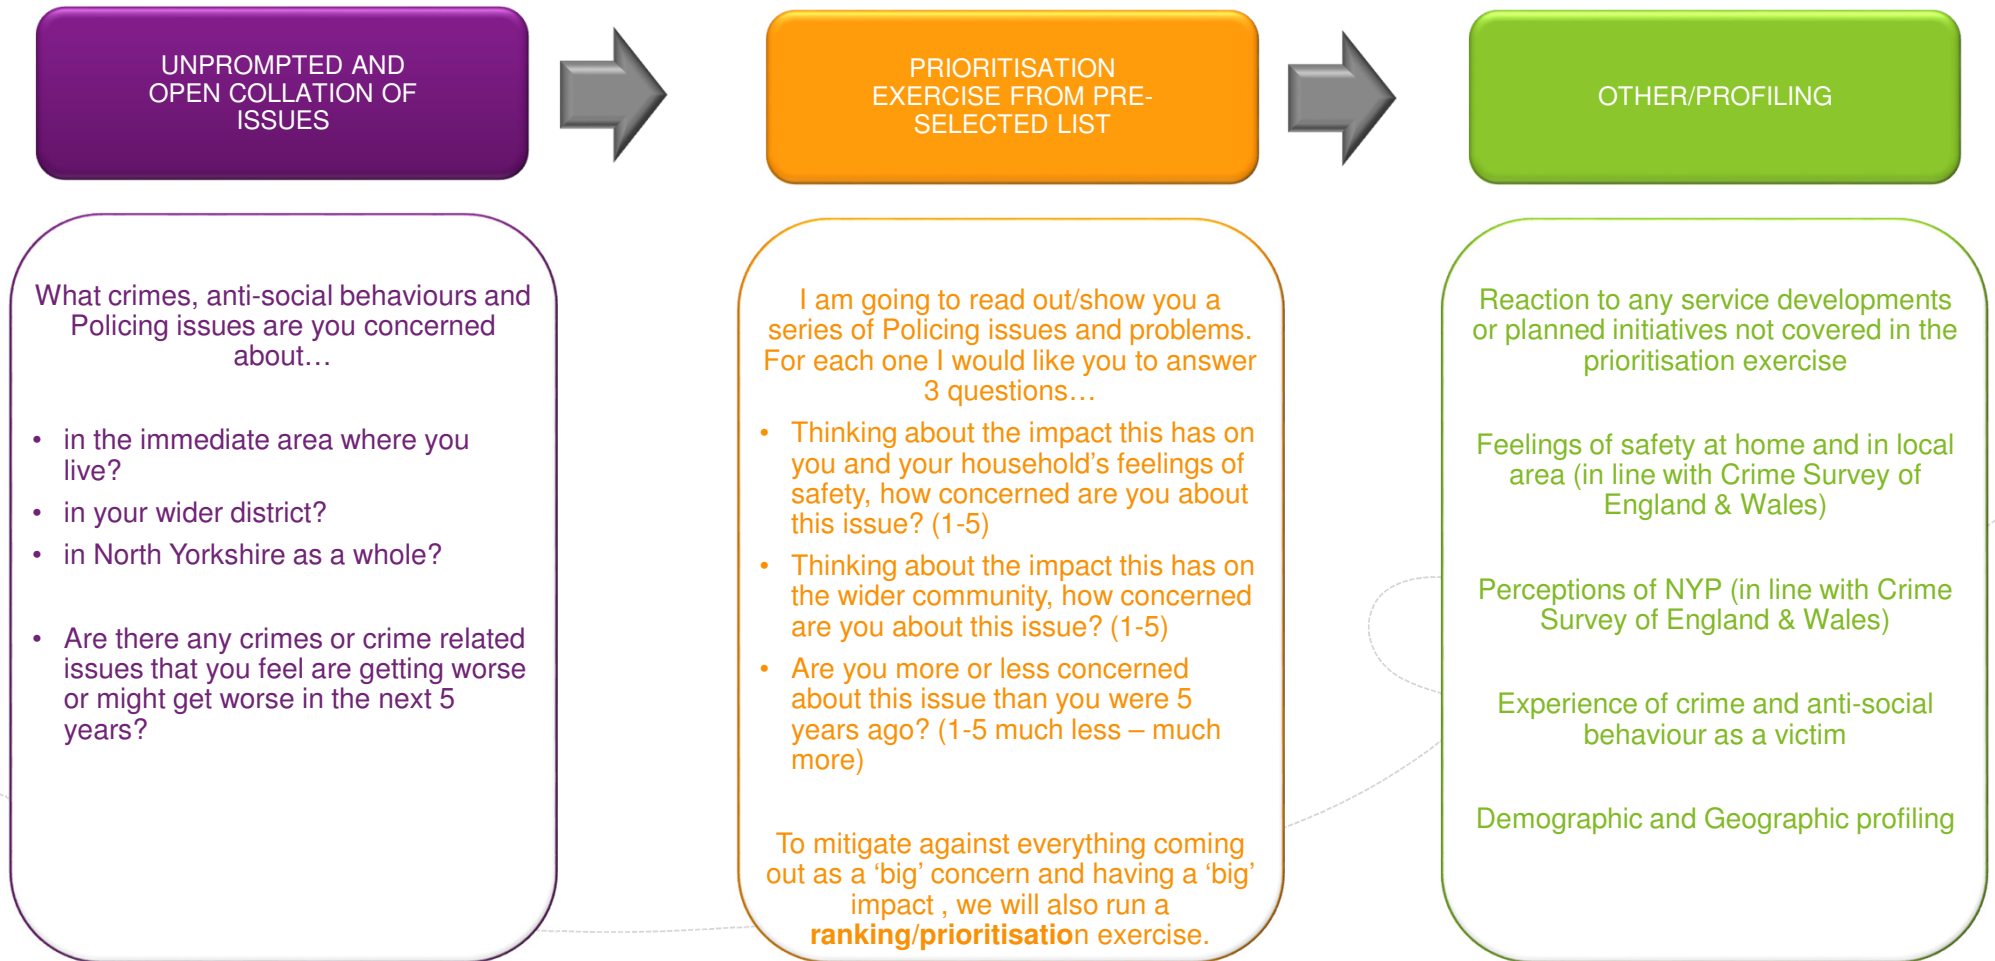 UNPROMPTED AND
OPEN COLLATION OF
ISSUES
PRIORITISATION
EXERCISE FROM PRE-
SELECTED LIST
OTHER/PROFILING
What crimes, anti-social behaviours and
Policing issues are you concerned
about…
• in the immediate area where you
live?
• in your wider district?
• in North Yorkshire as a whole?
• Are there any crimes or crime related
issues that you feel are getting worse
or might get worse in the next 5
years?
I am going to read out/show you a
series of Policing issues and problems.
For each one I would like you to answer
3 questions…
• Thinking about the impact this has on
you and your household’s feelings of
safety, how concerned are you about
this issue? (1-5)
• Thinking about the impact this has on
the wider community, how concerned
are you about this issue? (1-5)
• Are you more or less concerned
about this issue than you were 5
years ago? (1-5 much less – much
more)
To mitigate against everything coming
out as a ‘big’ concern and having a ‘big’
impact , we will also run a
ranking/prioritisation exercise.
Reaction to any service developments
or planned initiatives not covered in the
prioritisation exercise
Feelings of safety at home and in local
area (in line with Crime Survey of
England & Wales)
Perceptions of NYP (in line with Crime
Survey of England & Wales)
Experience of crime and anti-social
behaviour as a victim
Demographic and Geographic profiling